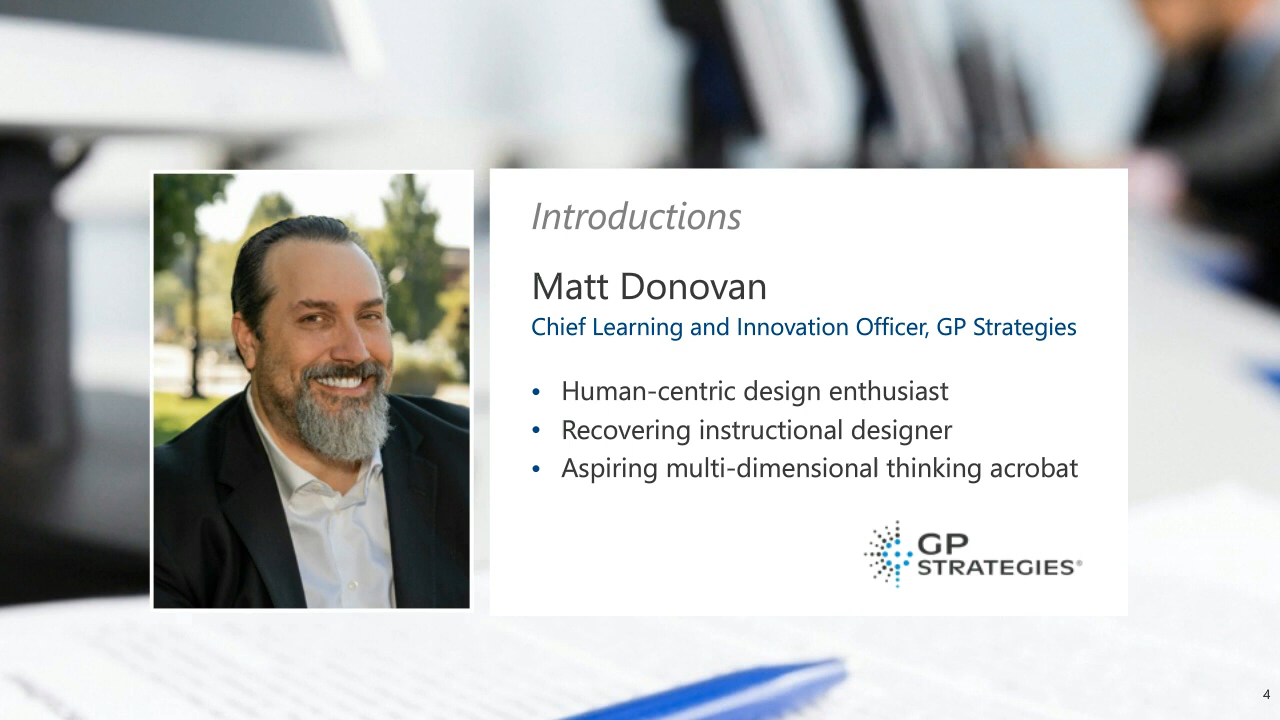 Introductions
Matt Donovan
Chief Learning and Innovation Officer, GP Strategies
• Human-centric design enthusiast
• Recovering instructional designer
• Aspiring multi-dimensional thinking acrobat
GP
STRATEGIES®
4